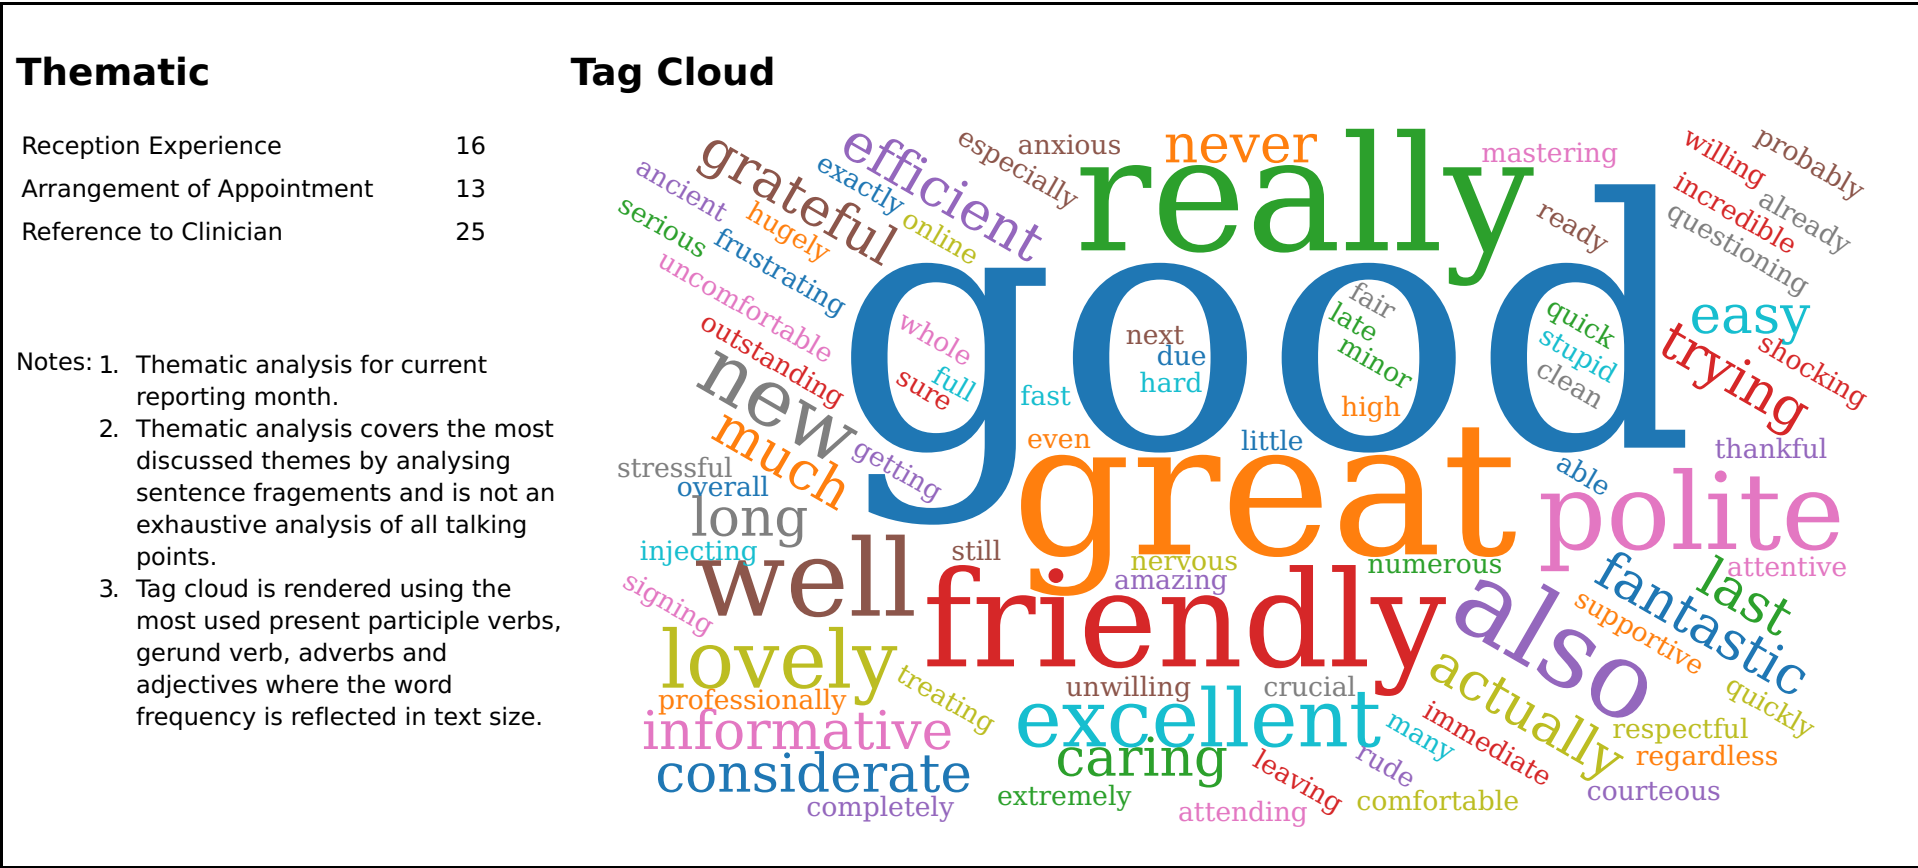 Thematic
Reception Experience 16
Arrangement of Appointment 13
Reference to Clinician 25
Notes: 1. Thematic analysis for current
reporting month.
2. Thematic analysis covers the most
discussed themes by analysing
sentence fragements and is not an
exhaustive analysis of all talking
points.
3. Tag cloud is rendered using the
most used present participle verbs,
gerund verb, adverbs and
adjectives where the word
frequency is reflected in text size.
Tag Cloud
efficient
especially
anxious
never
really
mastering
willing
probably
grateful
exactly
online
ancient
hugely
serious
frustrating
uncomfortable
incredible
already
questioning
ready
good
fair
late
minor
high
next
due
hard
whole
full
sure
fast
quick
stupid
clean
easy
trying
shocking
outstanding
new
much
getting
even
little
great
able
thankful
polite
stressful
overall
long
injecting
well
still
nervous
amazing
numerous
attentive
signing
friendly
also
fantastic
last
supportive
lovely
treating
professionally
informative
considerate
completely
unwilling
crucial
excellent
caring
extremely
leaving
attending
actually
many
immediate
rude
comfortable
quickly
respectful
regardless
courteous